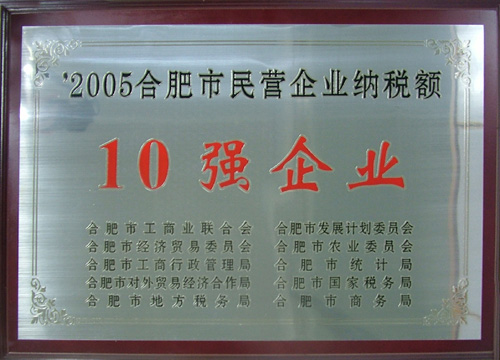 '2005合肥市民营企业纳税额
10强企业
合肥市工商业联合会 合肥市发展计划委员会
合肥市经济贸易委员会 合肥市农业委员会
合肥市工商行政管理局 合肥市统计局
合肥市对外贸易经济合作局 合肥市国家税务局
合肥市地方税务局 合肥市商务局